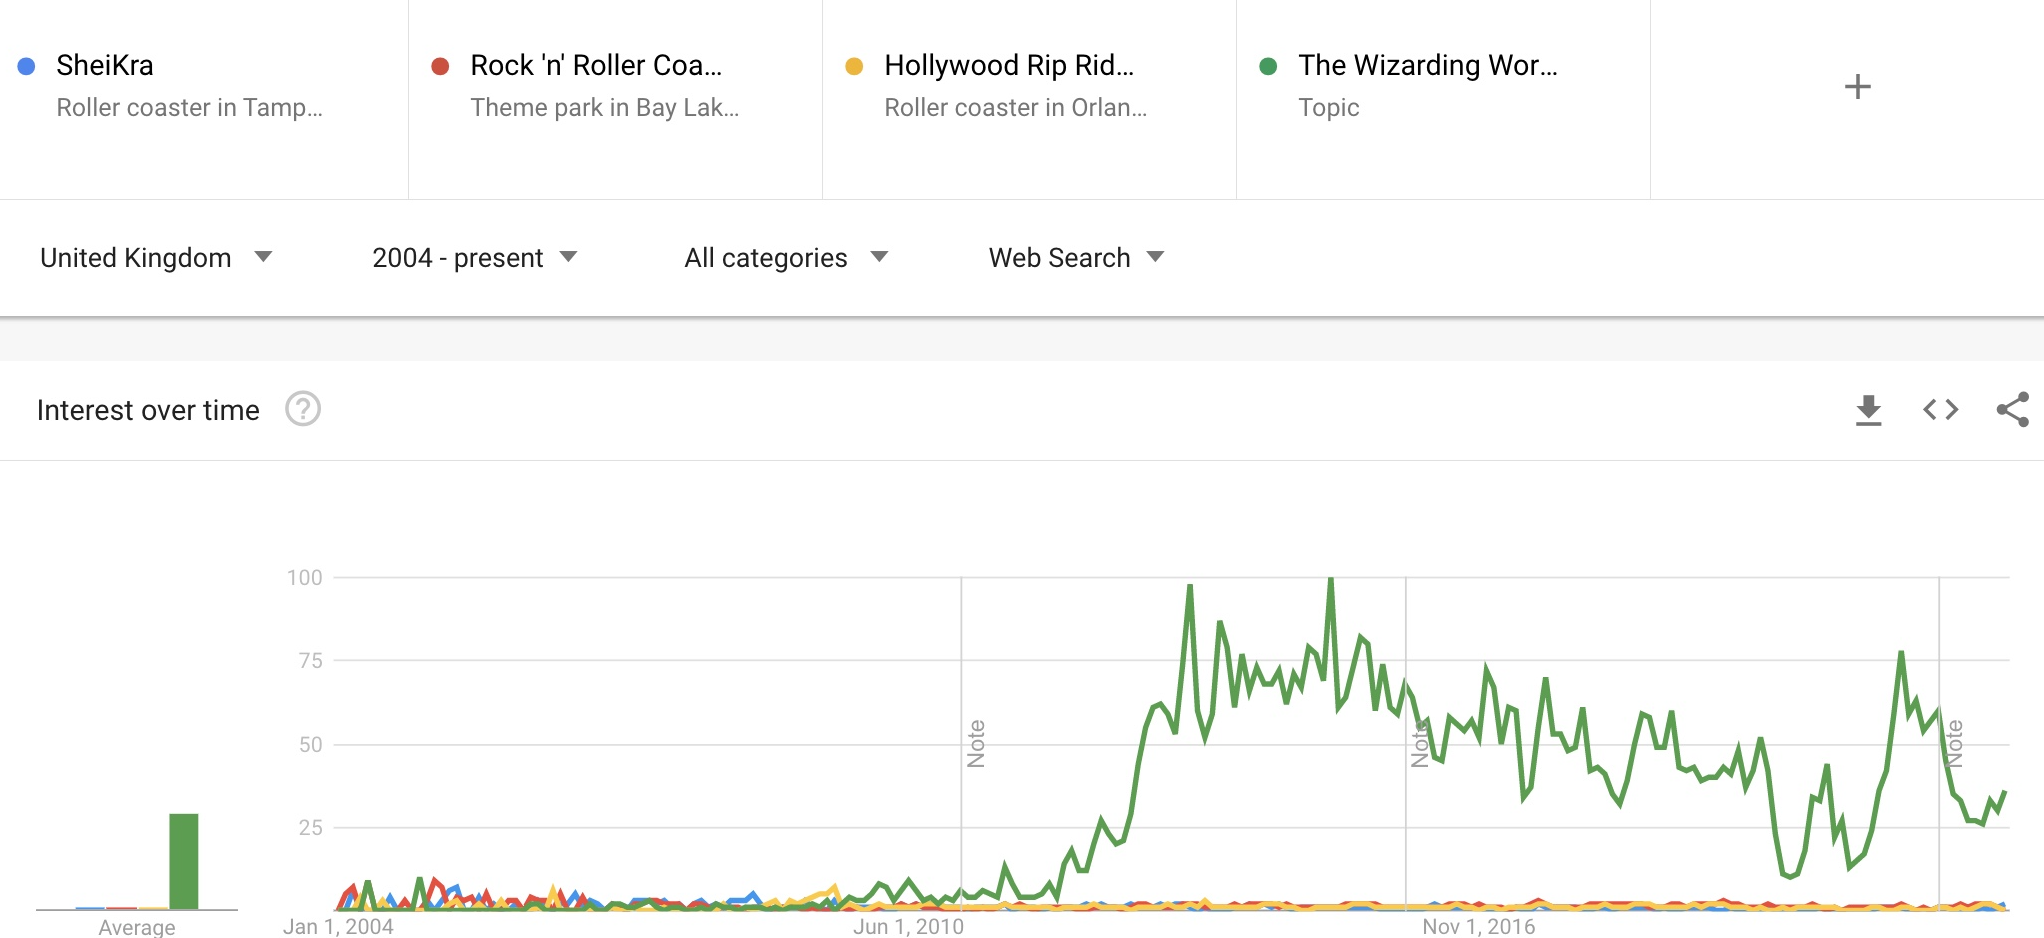 SheiKra
Roller coaster in Tamp...
Rock 'n' Roller Coa...
Theme park in Bay Lak...
Hollywood Rip Rid...
Roller coaster in Orlan...
The Wizarding Wor...
Topic
+
United Kingdom
2004 - present
All categories
Web Search
Interest over time
?
<>
100
75
50
25
Note
Note
Note
Average
Jan 1, 2004
Jun 1, 2010
Nov 1, 2016